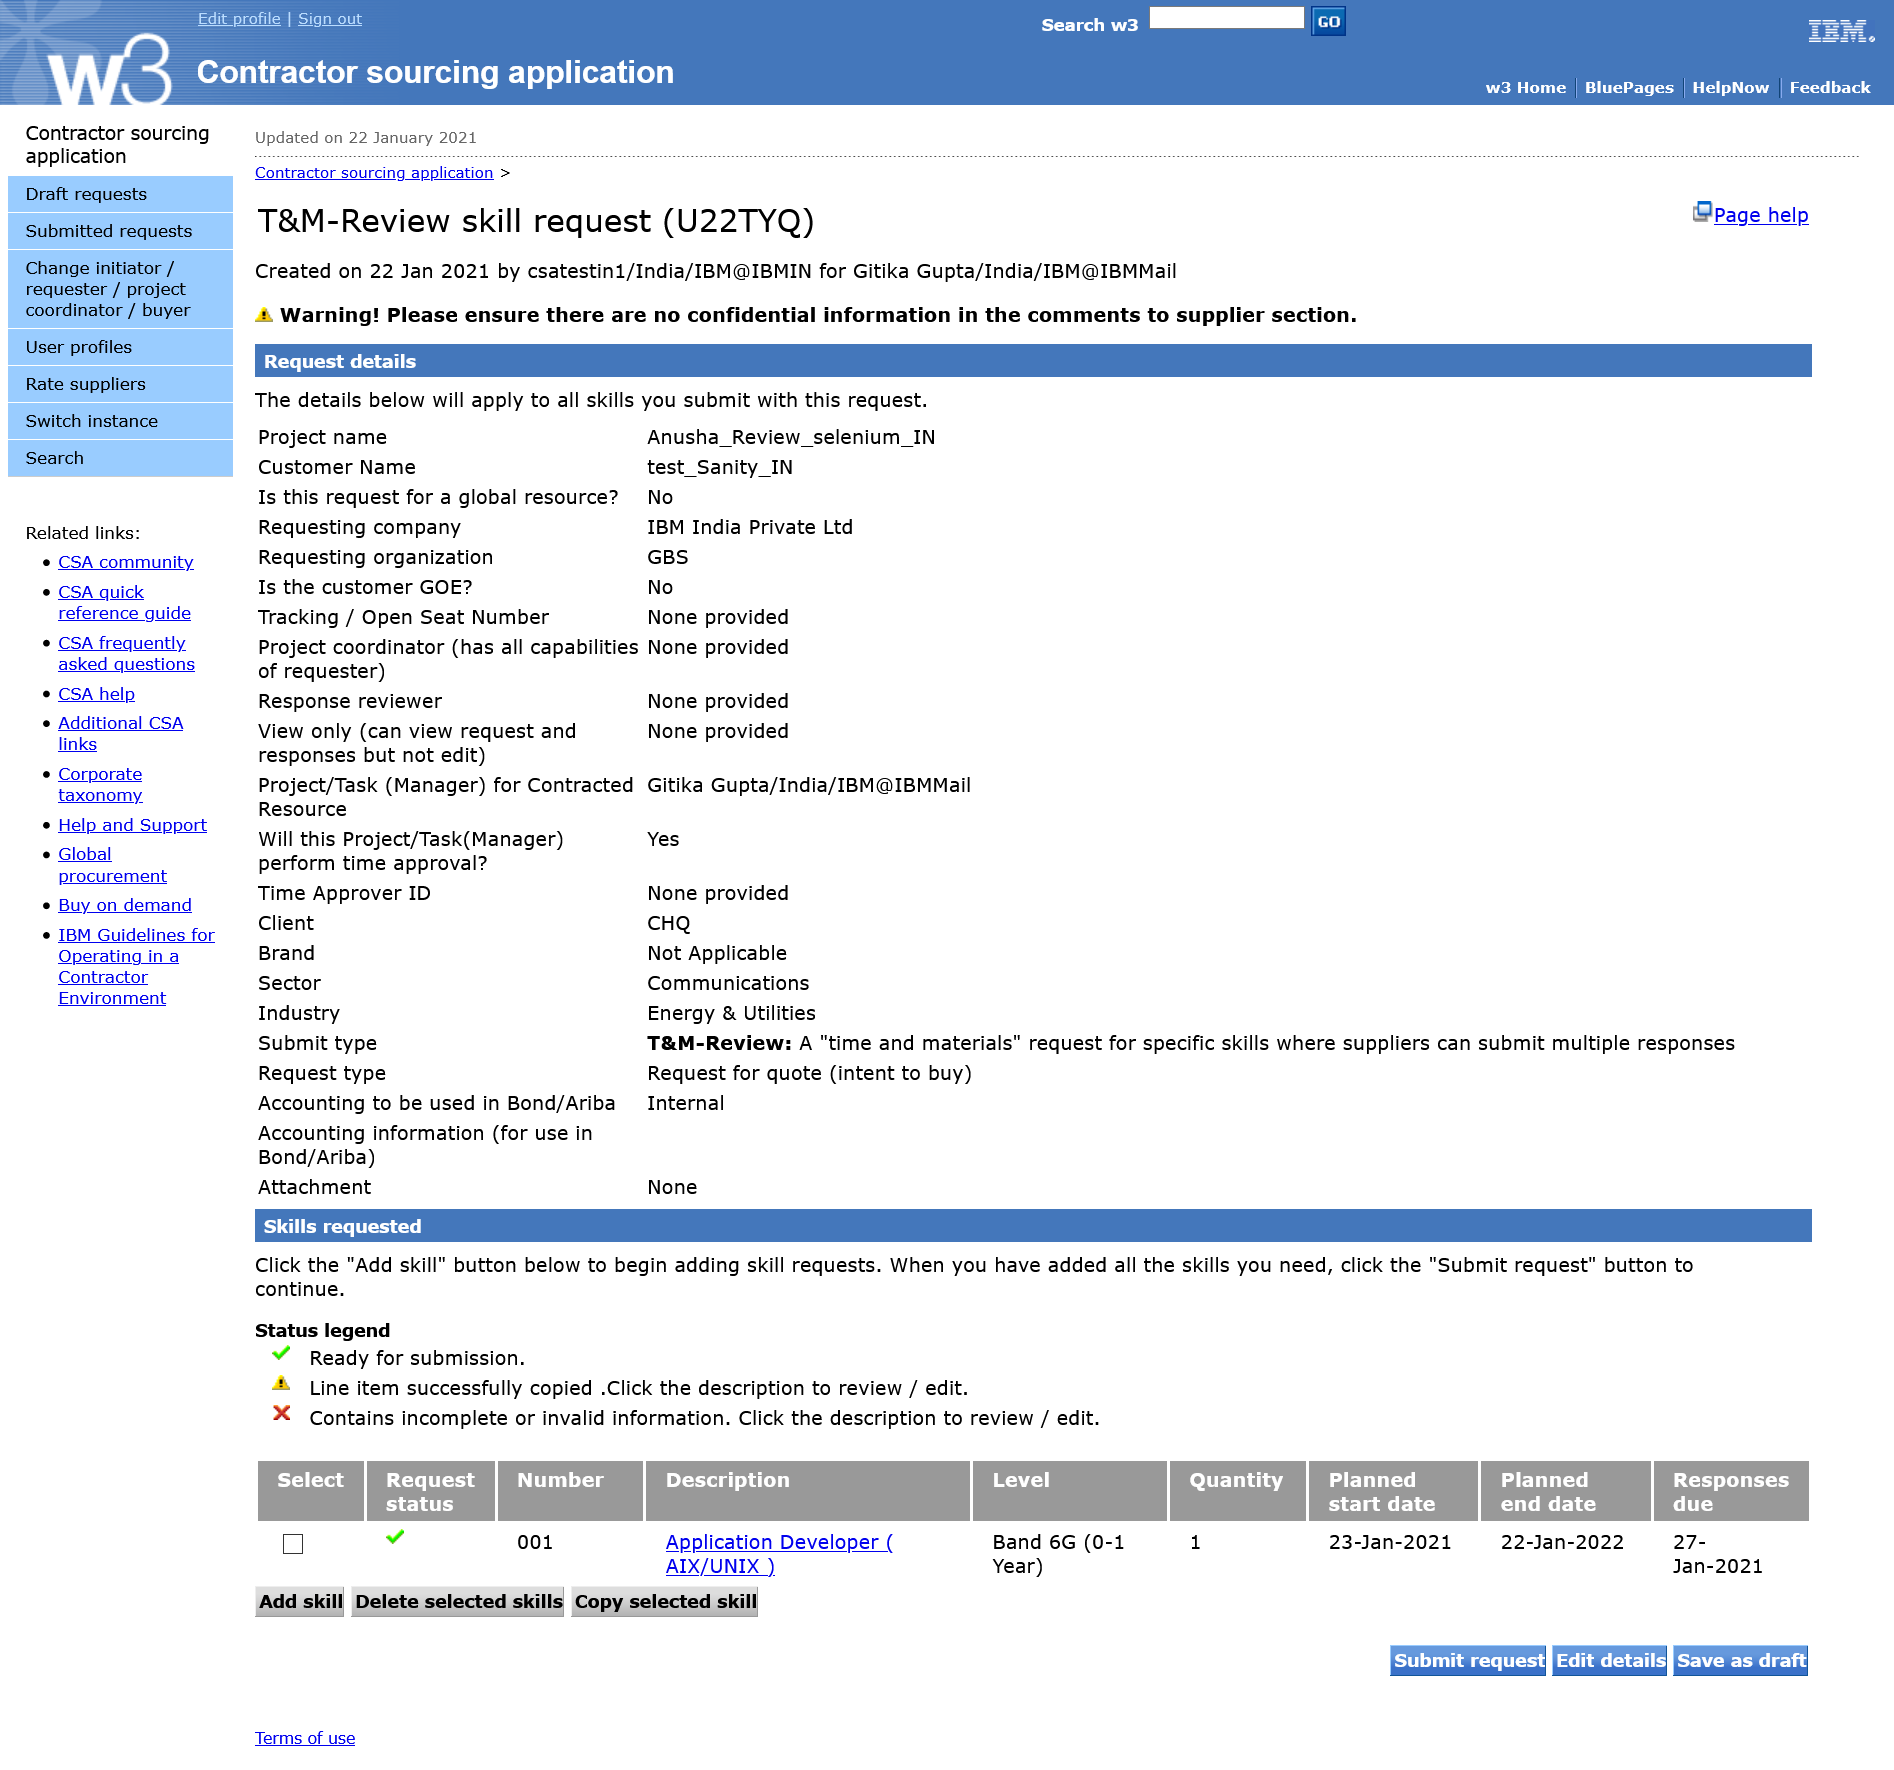 Edit profile | Sign out
Search w3 GO
IBM.
w3 Contractor sourcing application
w3 Home BluePages HelpNow Feedback
Contractor sourcing
application
Draft requests
Submitted requests
Change initiator /
requester / project
coordinator / buyer
User profiles
Rate suppliers
Switch instance
Search
Related links:
• CSA community
• CSA quick
reference guide
• CSA frequently
asked questions
• CSA help
• Additional CSA
links
• Corporate
taxonomy
• Help and Support
• Global
procurement
• Buy on demand
• IBM Guidelines for
Operating in a
Contractor
Environment
Updated on 22 January 2021
Contractor sourcing application >
T&M-Review skill request (U22TYQ)
Page help
Created on 22 Jan 2021 by csatestin1/India/IBM@IBMIN for Gitika Gupta/India/IBM@IBMMail
Warning! Please ensure there are no confidential information in the comments to supplier section.
Request details
The details below will apply to all skills you submit with this request.
Project name Anusha_Review_selenium_IN
Customer Name test_Sanity_IN
Is this request for a global resource? No
Requesting company IBM India Private Ltd
Requesting organization GBS
Is the customer GOE? No
Tracking / Open Seat Number None provided
Project coordinator (has all capabilities None provided
of requester)
Response reviewer None provided
View only (can view request and None provided
responses but not edit)
Project/Task (Manager) for Contracted Gitika Gupta/India/IBM@IBMMail
Resource
Will this Project/Task(Manager) Yes
perform time approval?
Time Approver ID None provided
Client CHQ
Brand Not Applicable
Sector Communications
Industry Energy & Utilities
Submit type T&M-Review: A "time and materials" request for specific skills where suppliers can submit multiple responses
Request type Request for quote (intent to buy)
Accounting to be used in Bond/Ariba Internal
Accounting information (for use in
Bond/Ariba)
Attachment None
Skills requested
Click the "Add skill" button below to begin adding skill requests. When you have added all the skills you need, click the "Submit request" button to
continue.
Status legend
Ready for submission.
Line item successfully copied .Click the description to review / edit.
Contains incomplete or invalid information. Click the description to review / edit.
Select Request Number Description Level Quantity Planned Planned Responses
status start date end date due
001 Application Developer ( Band 6G (0-1 1 23-Jan-2021 22-Jan-2022 27-
AIX/UNIX ) Year) Jan-2021
Add skill Delete selected skills Copy selected skill
Submit request Edit details Save as draft
Terms of use